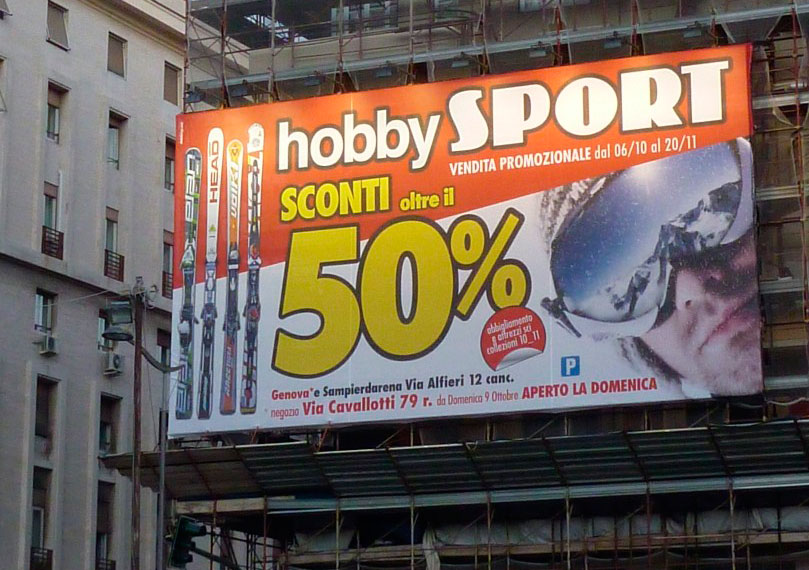 hobby SPORT
VENDITA PROMOZIONALE dal 06/10 al 20/11
SCONTI oltre il
50%
abbigliamento
e attrezzi sci
collezioni 10_11
HEAD
P
Genova* e Sampierdarena Via Alfieri 12 canc.
* negozio Via Cavallotti 79 r. da Domenica 9 Ottobre APERTO LA DOMENICA